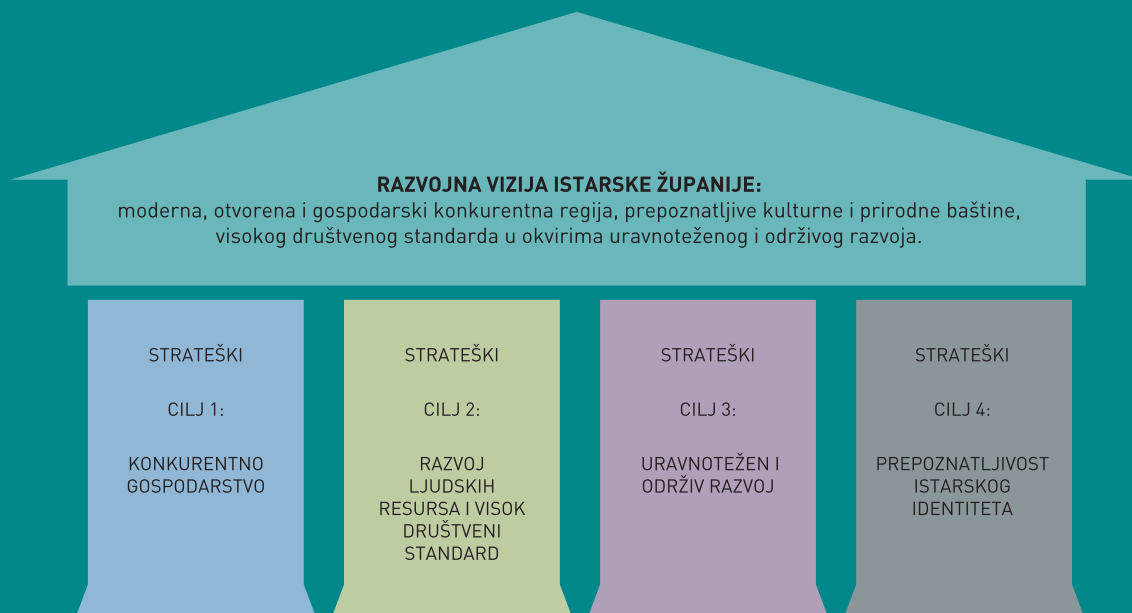 RAZVOJNA VIZIJA ISTARSKE ŽUPANIJE:
moderna, otvorena i gospodarski konkurentna regija, prepoznatljive kulturne i prirodne baštine,
visokog društvenog standarda u okvirima uravnoteženog i održivog razvoja.
STRATEŠKI
CILJ 1:
KONKURENTNO
GOSPODARSTVO
STRATEŠKI
CILJ 2:
RAZVOJ
LJUDSKIH
RESURSA I VISOK
DRUŠTVENI
STANDARD
STRATEŠKI
CILJ 3:
URAVNOTEŽEN I
ODRŽIV RAZVOJ
STRATEŠKI
CILJ 4:
PREPOZNATLJIVOST
ISTARSKOG
IDENTITETA